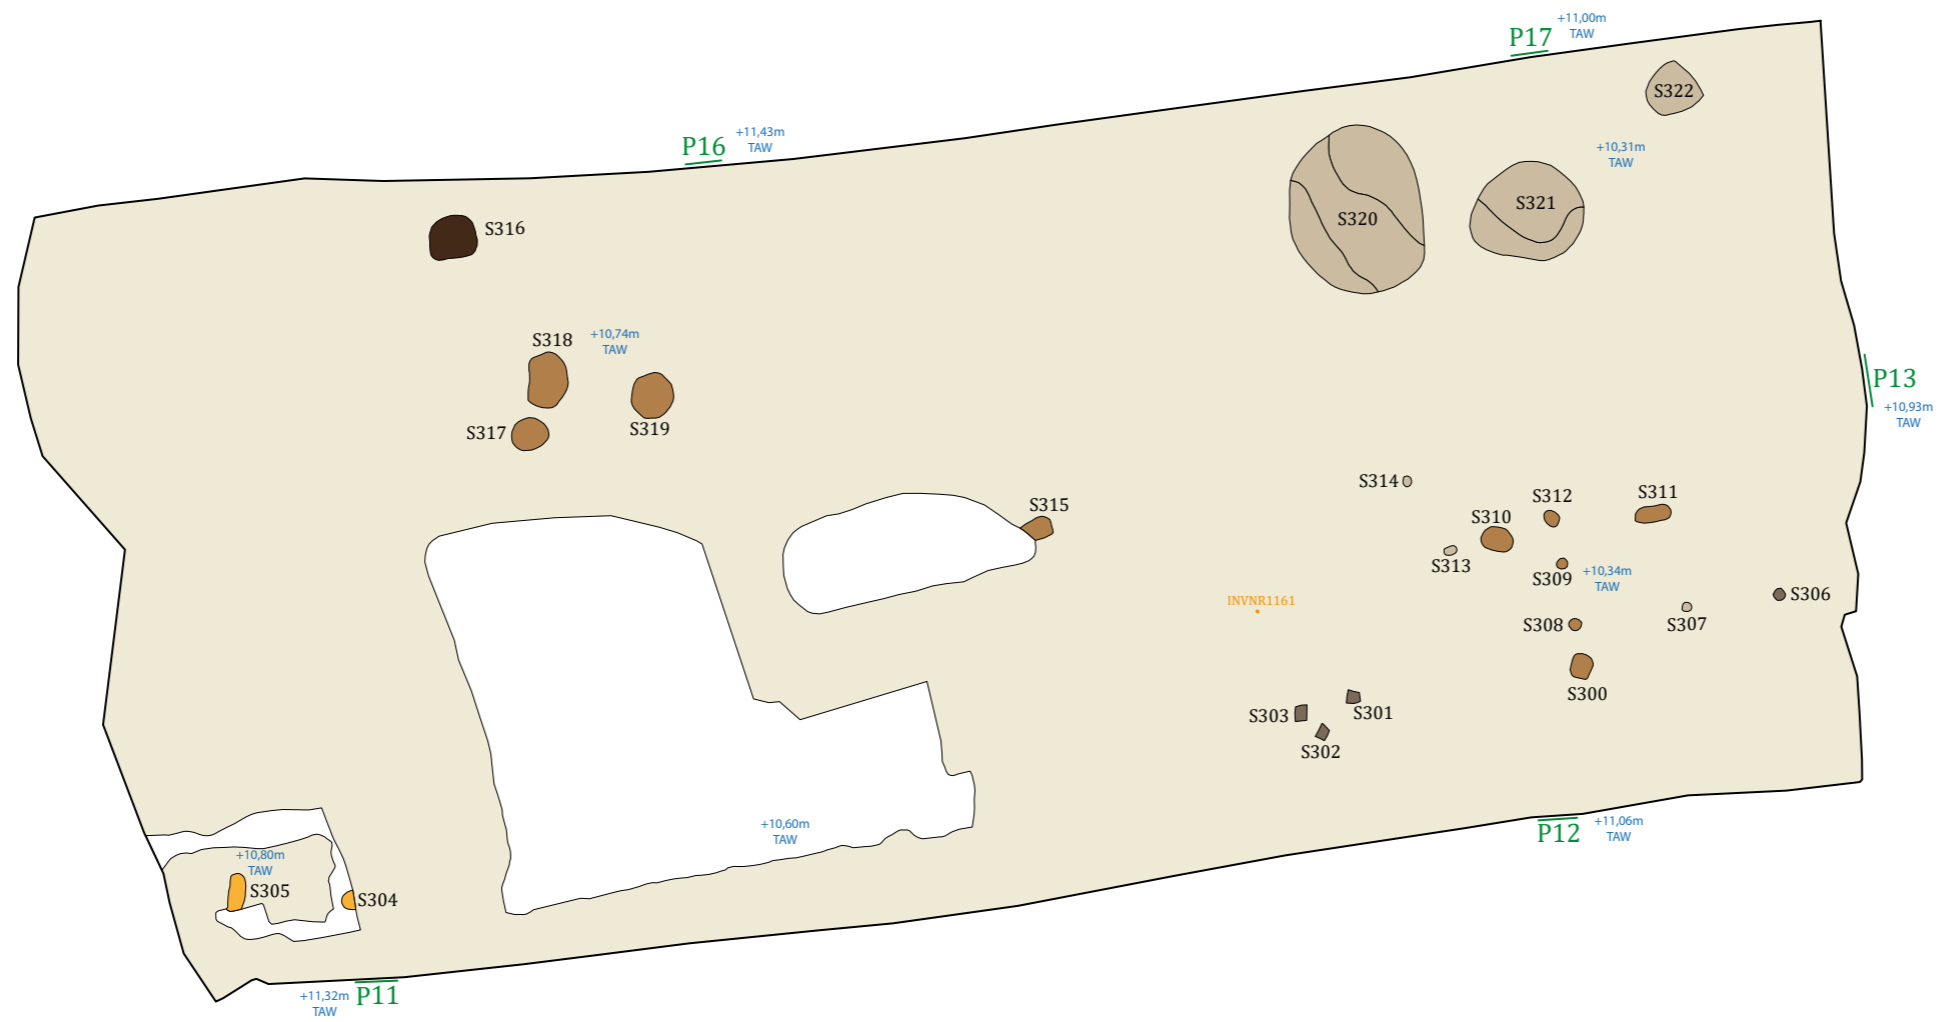 +11,00m
TAW
P17
S322
+11,43m
TAW
P16
+10,31m
TAW
S321
S320
S316
S318
+10,74m
TAW
P13
+10,93m
TAW
S317
S319
S314
S312
S311
S315
S310
S313
S309
+10,34m
TAW
INVNR1161
S306
S308
S307
S300
S303
S301
S302
+10,60m
TAW
P12
+11,06m
TAW
+10,80m
TAW
S305
S304
+11,32m
TAW
P11